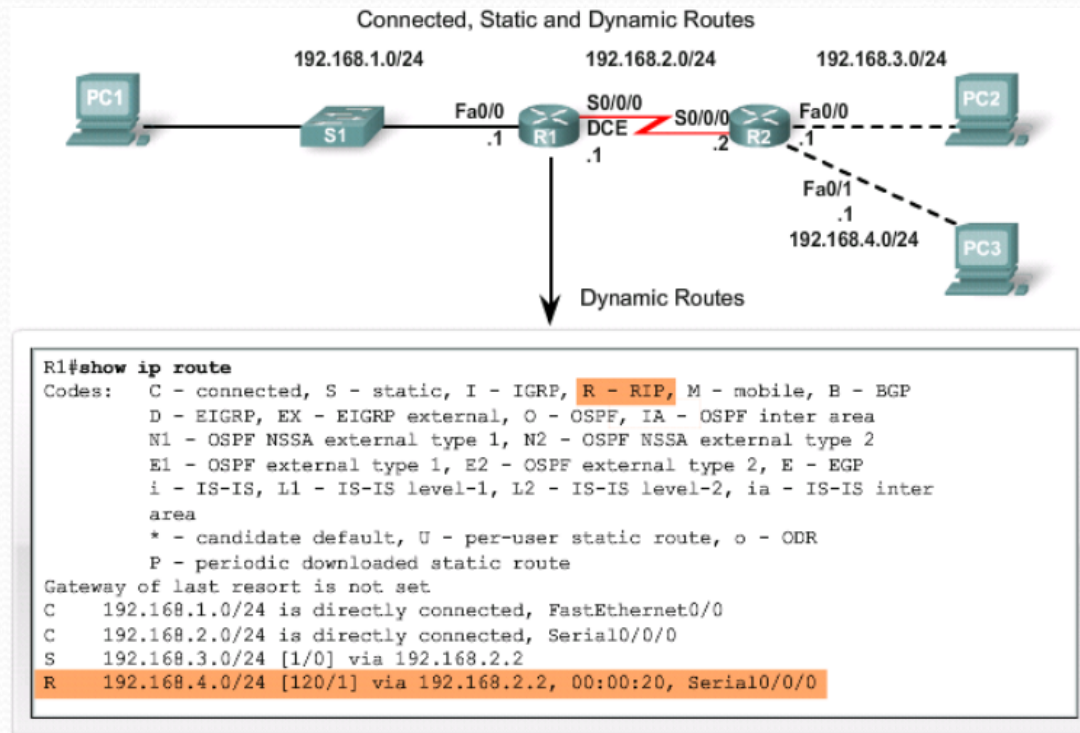 Connected, Static and Dynamic Routes
192.168.1.0/24
192.168.2.0/24
192.168.3.0/24
PC1
S1
Fa0/0
.1
R1
S0/0/0
DCE
.1
S0/0/0
.2
R2
Fa0/0
.1
PC2
Fa0/1
.1
192.168.4.0/24
PC3
Dynamic Routes
R1#show ip route
Codes: C - connected, S - static, I - IGRP, R - RIP, M - mobile, B - BGP
D - EIGRP, EX - EIGRP external, O - OSPF, IA - OSPF inter area
N1 - OSPF NSSA external type 1, N2 - OSPF NSSA external type 2
E1 - OSPF external type 1, E2 - OSPF external type 2, E - EGP
i - IS-IS, L1 - IS-IS level-1, L2 - IS-IS level-2, ia - IS-IS inter
area
* - candidate default, U - per-user static route, o - ODR
P - periodic downloaded static route
Gateway of last resort is not set
C 192.168.1.0/24 is directly connected, FastEthernet0/0
C 192.168.2.0/24 is directly connected, Serial0/0/0
S 192.168.3.0/24 [1/0] via 192.168.2.2
R 192.168.4.0/24 [120/1] via 192.168.2.2, 00:00:20, Serial0/0/0